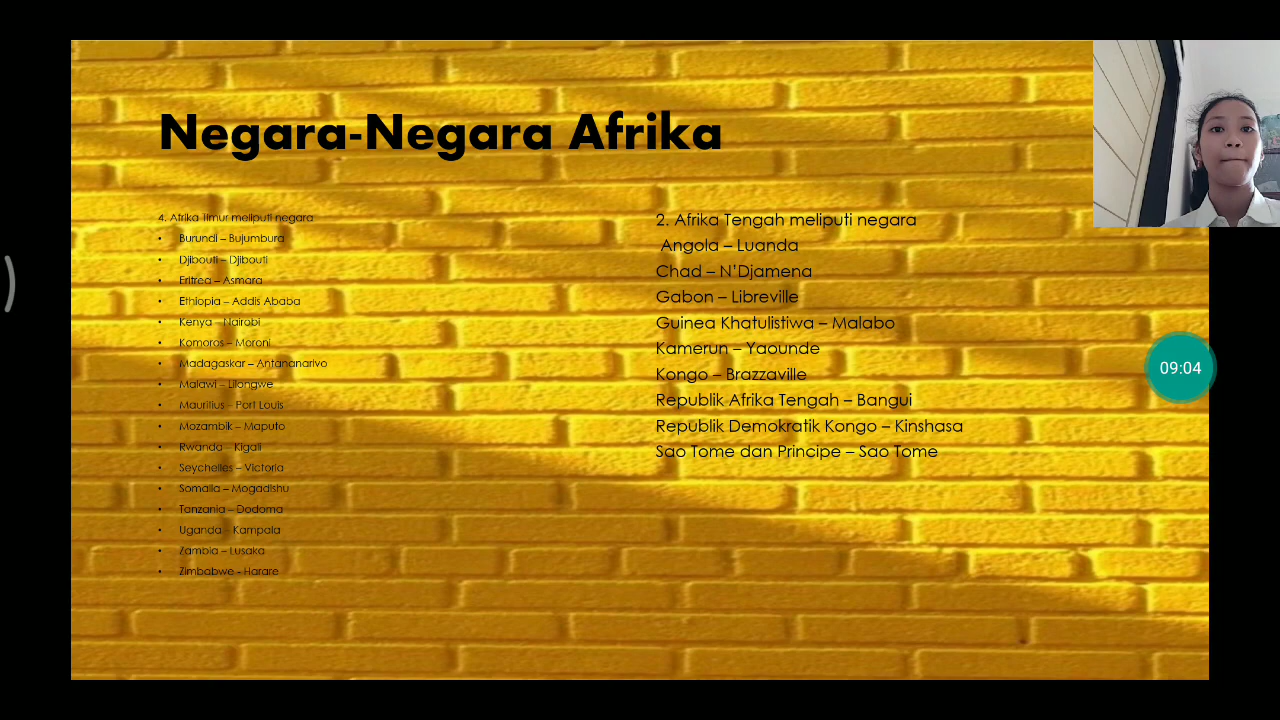 Negara-Negara Afrika
4. Afrika Timur meliputi negara
• Burundi – Bujumbura
• Djibouti – Djibouti
• Eritrea – Asmara
• Ethiopia – Addis Ababa
• Kenya – Nairobi
• Komoros – Moroni
• Madagaskar – Antananarivo
• Malawi – Lilongwe
• Mauritius – Port Louis
• Mozambik – Maputo
• Rwanda – Kigali
• Seychelles – Victoria
• Somalia – Mogadishu
• Tanzania – Dodoma
• Uganda – Kampala
• Zambia – Lusaka
• Zimbabwe - Harare
2. Afrika Tengah meliputi negara
Angola – Luanda
Chad – N’Djamena
Gabon – Libreville
Guinea Khatulistiwa – Malabo
Kamerun – Yaounde
Kongo – Brazzaville
Republik Afrika Tengah – Bangui
Republik Demokratik Kongo – Kinshasa
Sao Tome dan Principe – Sao Tome
09:04